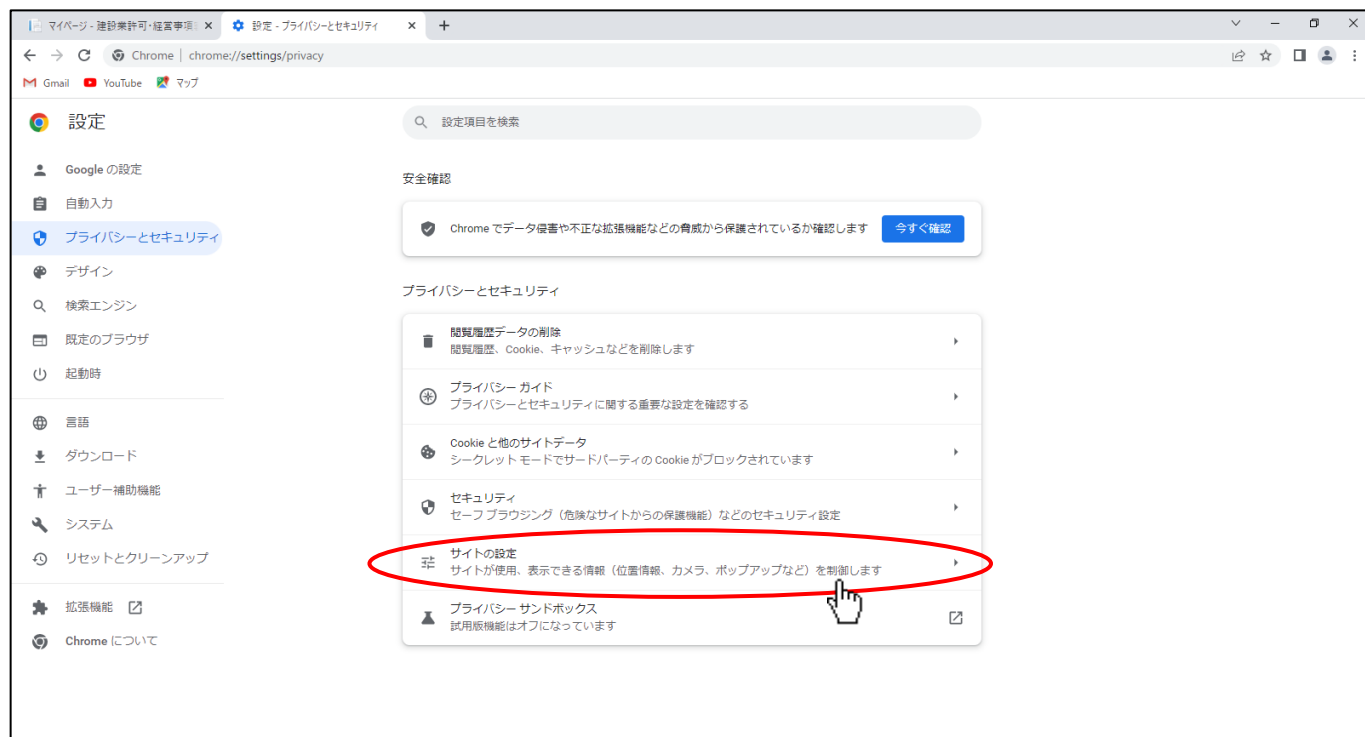 マイページ - 建設業許可・経営事項
設定 - プライバシーとセキュリティ
Chrome | chrome://settings/privacy
Gmail YouTube マップ
設定
設定項目を検索
Google の設定
自動入力
プライバシーとセキュリティ
デザイン
検索エンジン
既定のブラウザ
起動時
言語
ダウンロード
ユーザー補助機能
システム
リセットとクリーンアップ
拡張機能
Chrome について
安全確認
Chrome でデータ侵害や不正な拡張機能などの脅威から保護されているか確認します
今すぐ確認
プライバシーとセキュリティ
閲覧履歴データの削除
閲覧履歴、Cookie、キャッシュなどを削除します
プライバシー ガイド
プライバシーとセキュリティに関する重要な設定を確認する
Cookie と他のサイトデータ
シークレット モードでサードパーティの Cookie がブロックされています
セキュリティ
セーフ ブラウジング（危険なサイトからの保護機能）などのセキュリティ設定
サイトの設定
サイトが使用、表示できる情報（位置情報、カメラ、ポップアップなど）を制御します
プライバシー サンドボックス
試用版機能はオフになっています